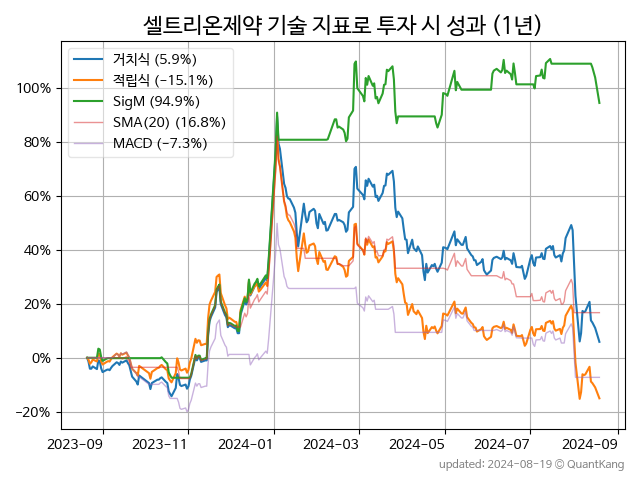 셀트리온제약 기술 지표로 투자 시 성과 (1년)
거치식 (5.9%)
적립식 (−15.1%)
SigM (94.9%)
SMA(20) (16.8%)
MACD (−7.3%)
100%
80%
60%
40%
20%
0%
−20%
2023-09 2023-11 2024-01 2024-03 2024-05 2024-07 2024-09
updated: 2024-08-19 © QuantKang